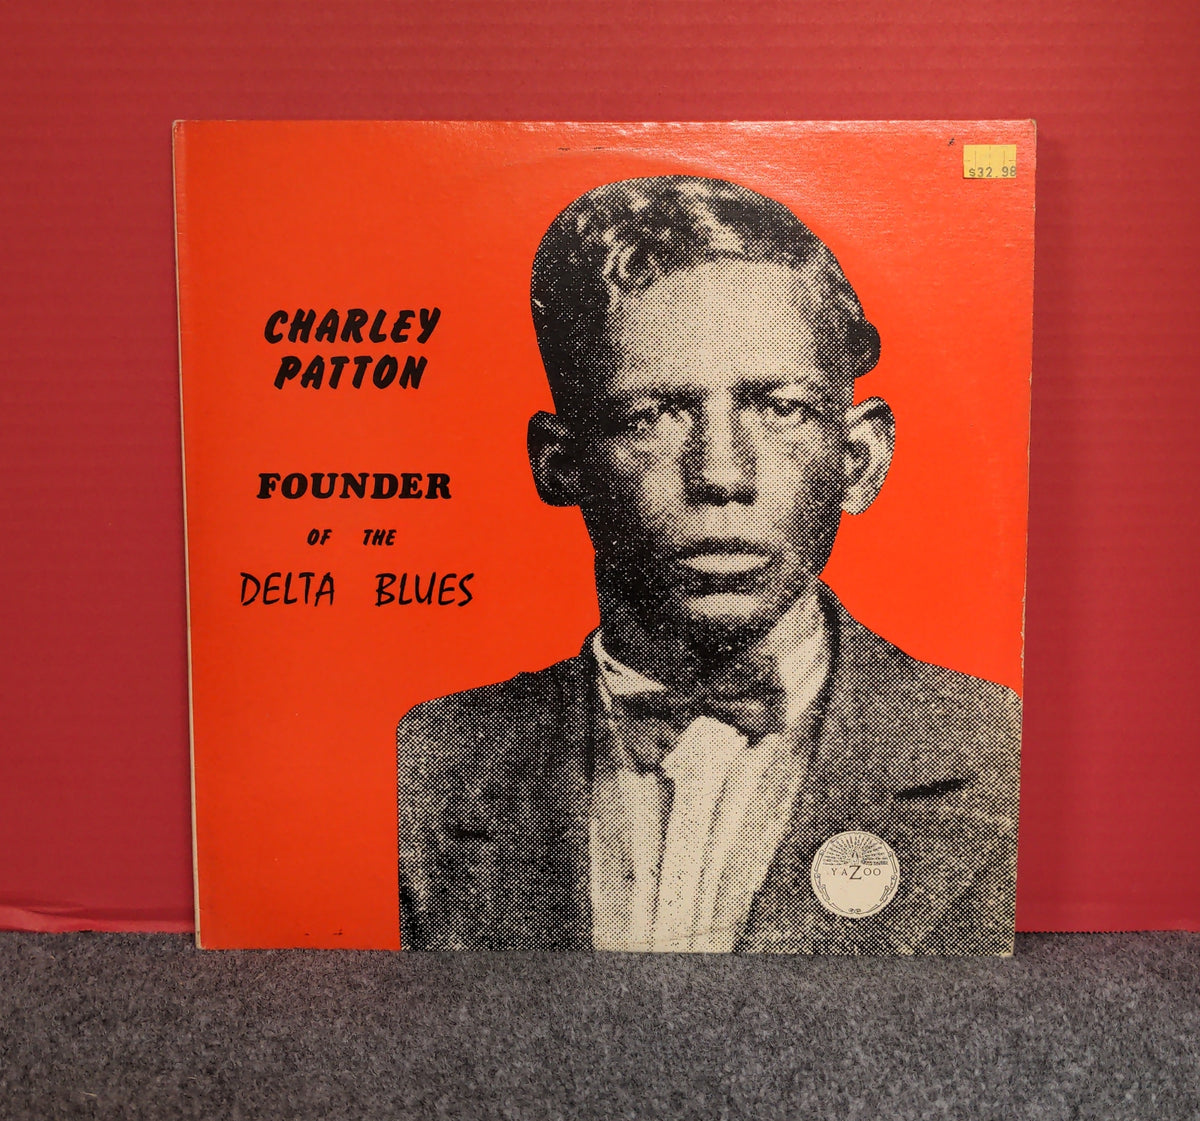 $32.98
CHARLEY
PATTON
FOUNDER
OF THE
DELTA BLUES
YAZOO